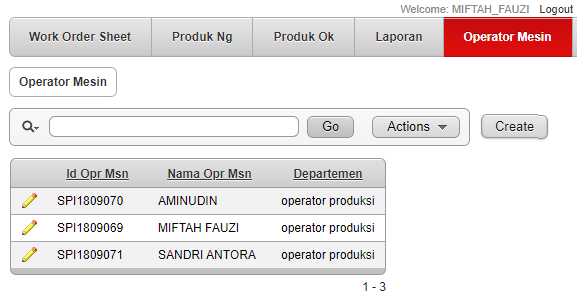 Welcome: MIFTAH_FAUZI Logout
Work Order Sheet Produk Ng Produk Ok Laporan Operator Mesin
Operator Mesin
Go Actions Create
Id Opr Msn Nama Opr Msn Departemen
SPI1809070 AMINUDIN operator produksi
SPI1809069 MIFTAH FAUZI operator produksi
SPI1809071 SANDRI ANTORA operator produksi
1 - 3